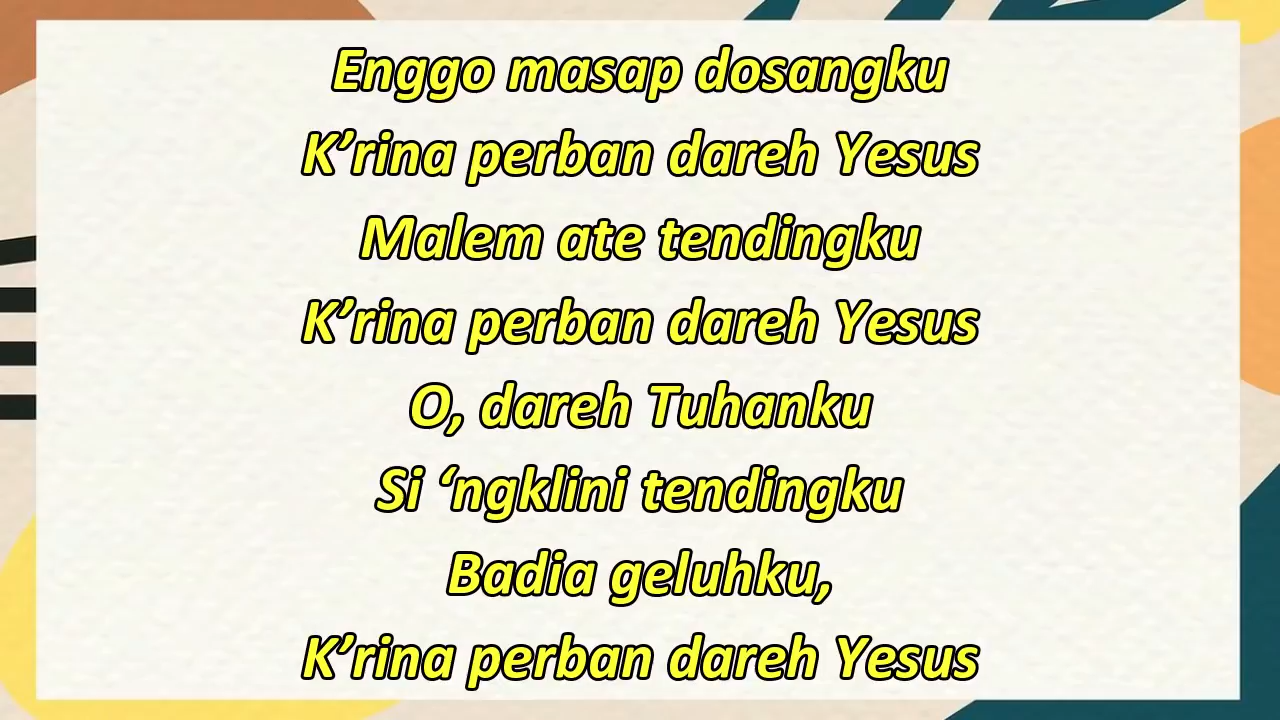 Enggo masap dosangku
K’rina perban dareh Yesus
Malem ate tendingku
K’rina perban dareh Yesus
O, dareh Tuhanku
Si ‘ngklini tendingku
Badia geluhku,
K’rina perban dareh Yesus